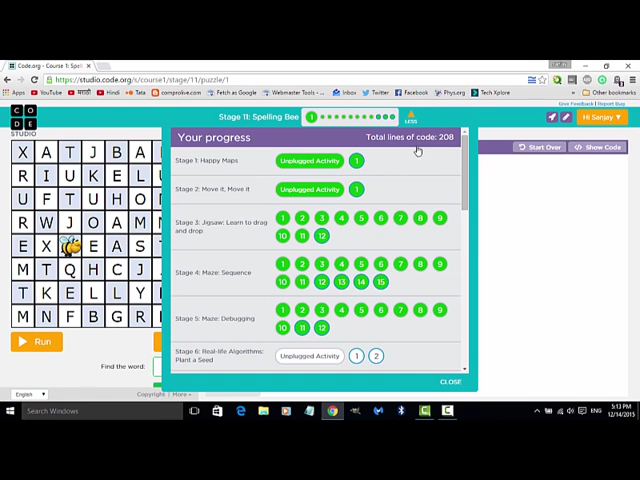 Code.org - Course 1: Spell
https://studio.code.org/s/course1/stage/11/puzzle/1
Apps YouTube मराठी Hindi comprolive.com Fetch as Google Webmaster Tools - Twitter Facebook Press This Tech Xplore Other bookmarks
Give Feedback | Report Bug
C O
D E
STUDIO
Stage 11: Spelling Bee
1
LESS
Hi Sanjay
Your progress
Total lines of code: 208
Start Over
Show Code
Stage 1: Happy Maps
Unplugged Activity 1
Stage 2: Move it, Move it
Unplugged Activity 1
Stage 3: Jigsaw: Learn to drag and drop
1 2 3 4 5 6 7 8 9
10 11 12
Stage 4: Maze: Sequence
1 2 3 4 5 6 7 8 9
10 11 12 13 14 15
Stage 5: Maze: Debugging
1 2 3 4 5 6 7 8 9
10 11 12
Stage 6: Real-life Algorithms: Plant a Seed
Unplugged Activity 1 2
CLOSE
X A T J B A
R I U K E L
U F T U H O
R W J O A M
E X E A S
M T Q H C J
T K E L L Y
M N F B G R
Run
Find the word:
English
Copyright | More
Search Windows
ENG
5:13 PM
12/14/2015